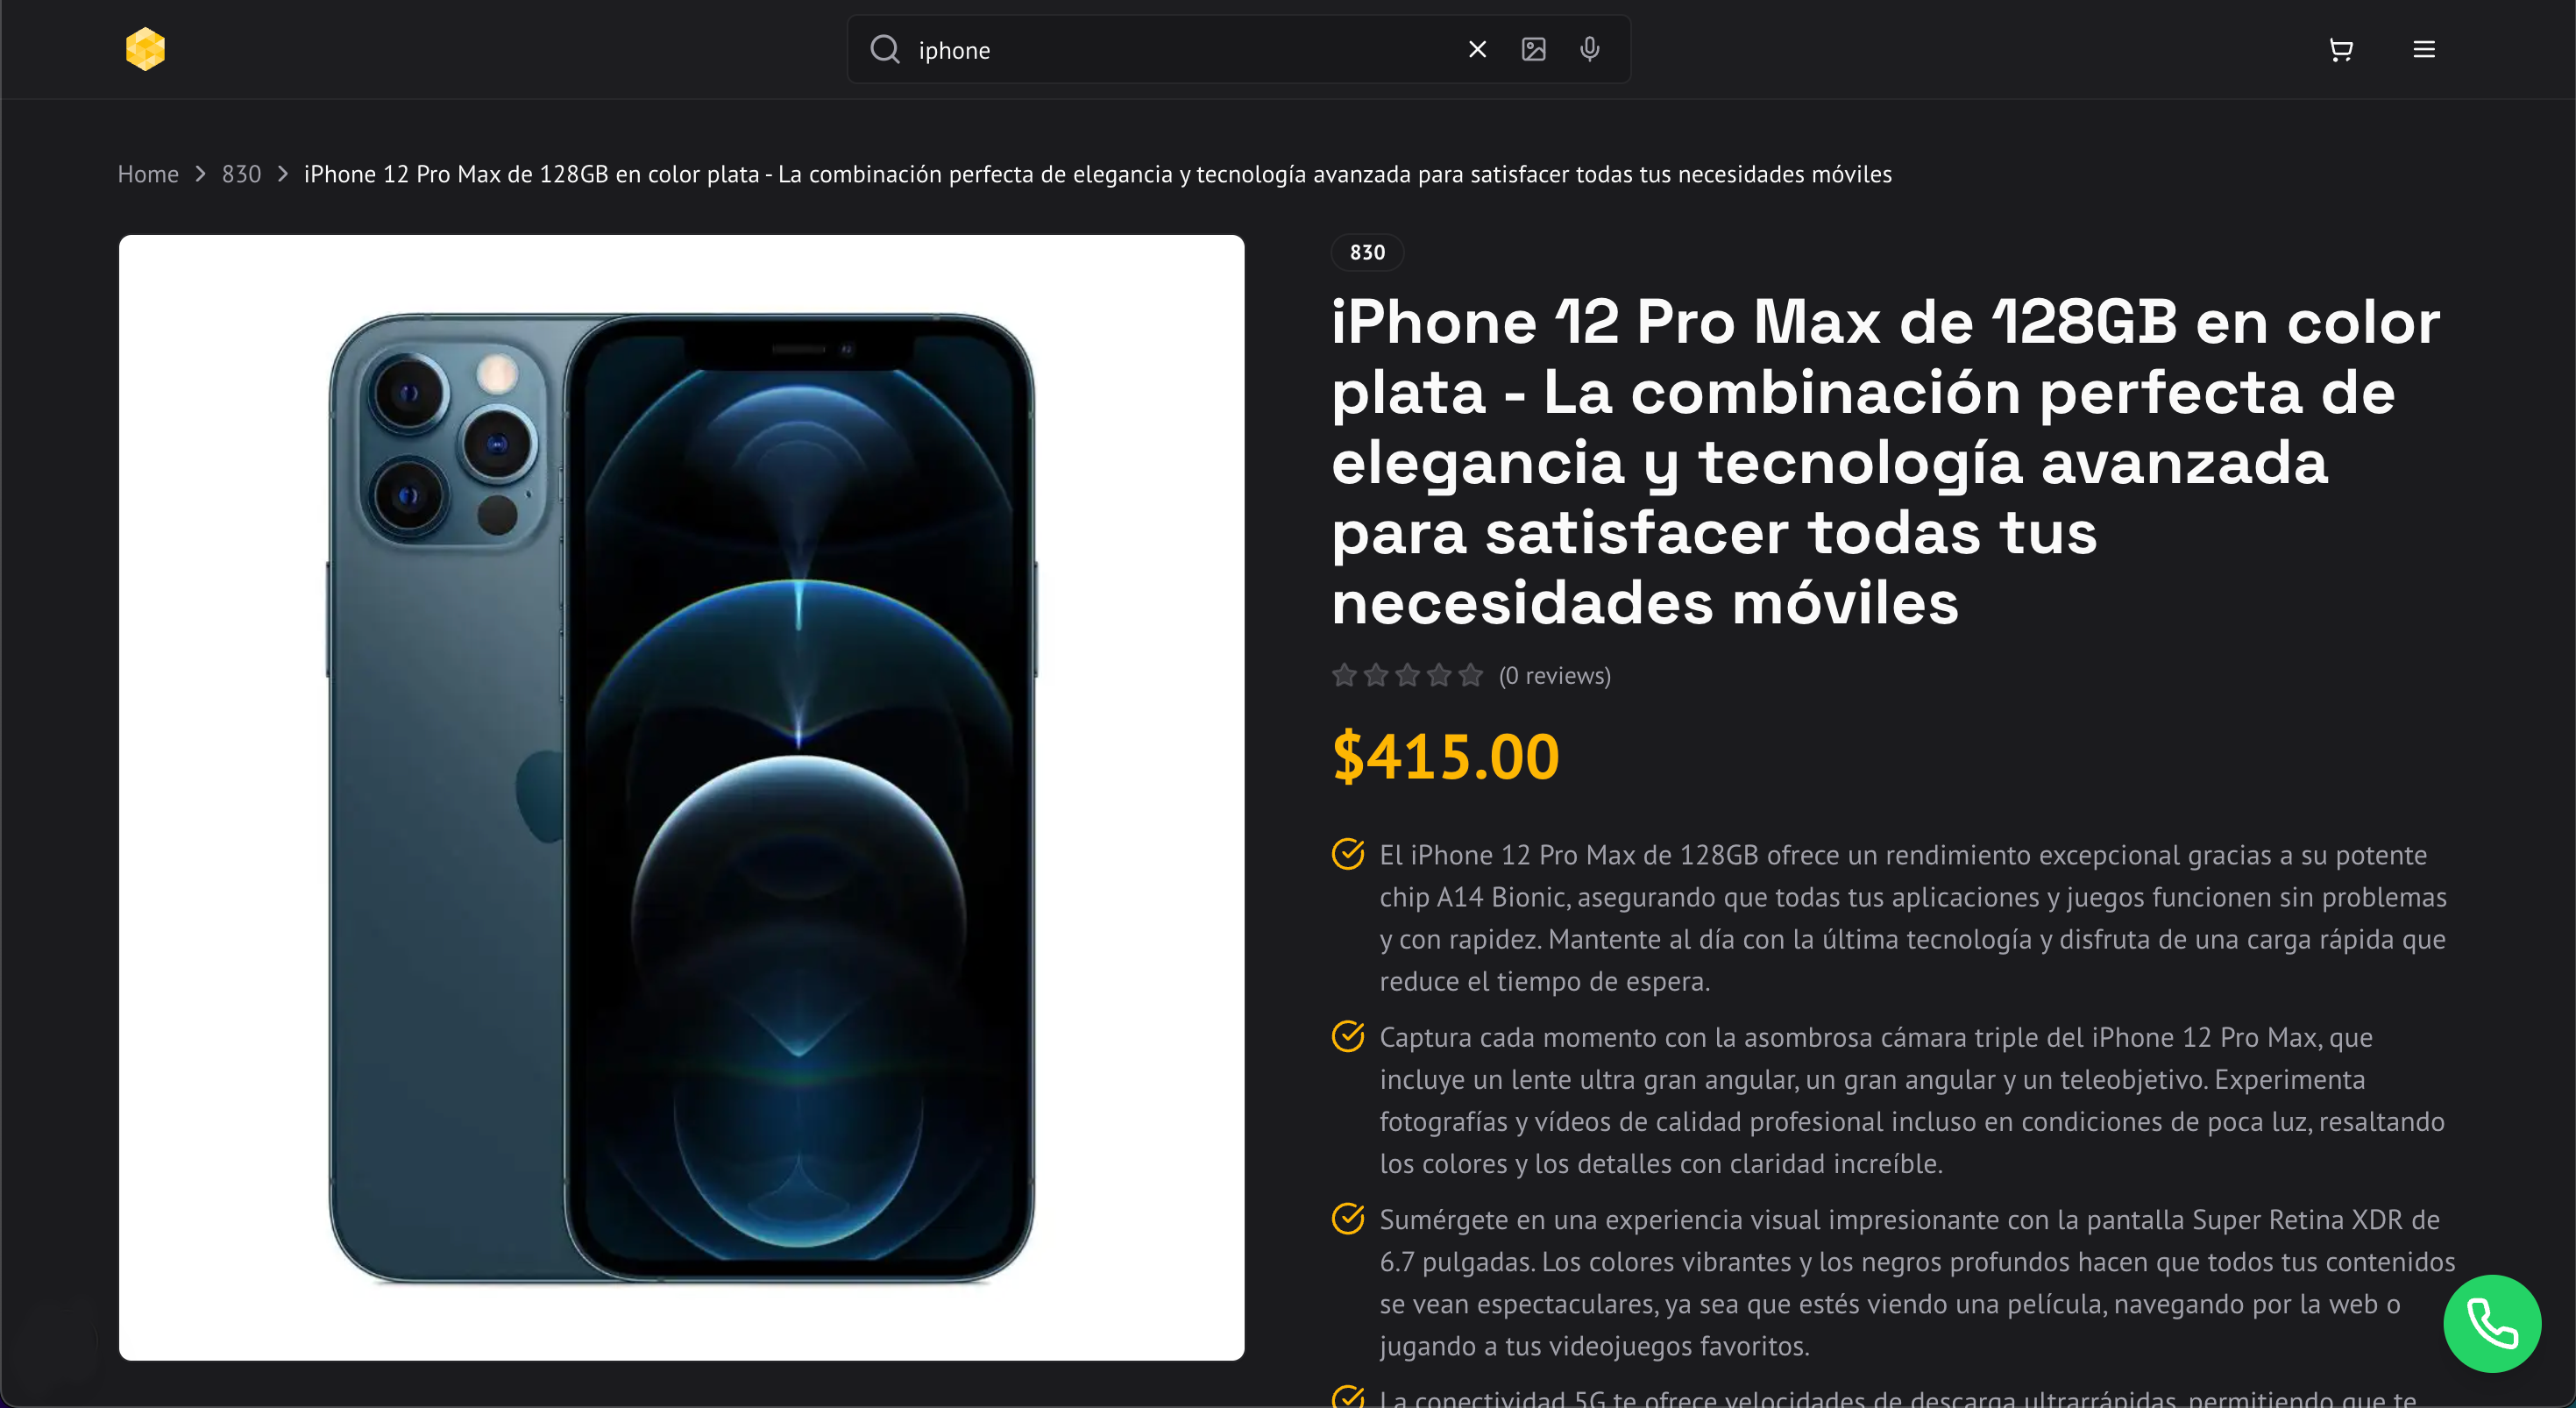 iphone
Home > 830 > iPhone 12 Pro Max de 128GB en color plata - La combinación perfecta de elegancia y tecnología avanzada para satisfacer todas tus necesidades móviles
830
iPhone 12 Pro Max de 128GB en color
plata - La combinación perfecta de
elegancia y tecnología avanzada
para satisfacer todas tus
necesidades móviles
(0 reviews)
$415.00
El iPhone 12 Pro Max de 128GB ofrece un rendimiento excepcional gracias a su potente
chip A14 Bionic, asegurando que todas tus aplicaciones y juegos funcionen sin problemas
y con rapidez. Mantente al día con la última tecnología y disfruta de una carga rápida que
reduce el tiempo de espera.
Captura cada momento con la asombrosa cámara triple del iPhone 12 Pro Max, que
incluye un lente ultra gran angular, un gran angular y un teleobjetivo. Experimenta
fotografías y vídeos de calidad profesional incluso en condiciones de poca luz, resaltando
los colores y los detalles con claridad increíble.
Sumérgete en una experiencia visual impresionante con la pantalla Super Retina XDR de
6.7 pulgadas. Los colores vibrantes y los negros profundos hacen que todos tus contenidos
se vean espectaculares, ya sea que estés viendo una película, navegando por la web o
jugando a tus videojuegos favoritos.
La conectividad 5G te ofrece velocidades de descarga ultrarrápidas, permitiendo que te